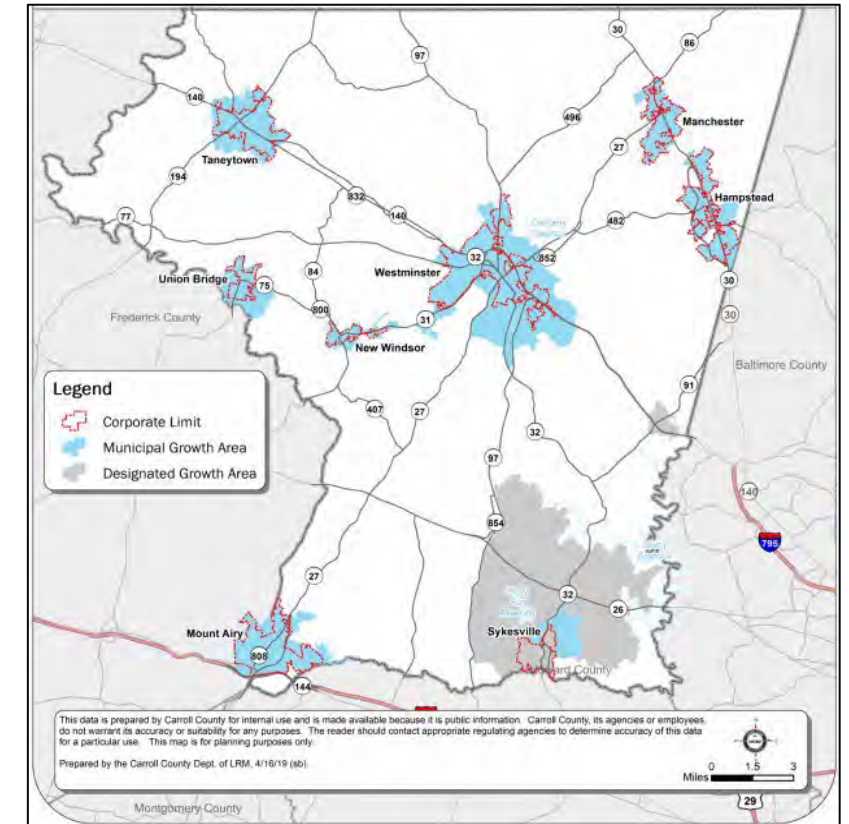 30
86
97
140
496
Manchester
Taneytown
27
194
832
Hampstead
140
482
77
32
852
Westminster
84
Union Bridge
75
30
800
31
30
Frederick County
New Windsor
Baltimore County
91
Legend
Corporate Limit
Municipal Growth Area
Designated Growth Area
407
27
32
97
140
854
795
27
32
26
Mount Airy
Sykesville
808
144
This data is prepared by Carroll County for internal use and is made available because it is public information. Carroll County, its agencies or employees,
do not warrant its accuracy or suitability for any purposes. The reader should contact appropriate regulating agencies to determine accuracy of this data
for a particular use. This map is for planning purposes only.
Prepared by the Carroll County Dept. of LRM, 4/16/19 (sb).
0 1.5 3
Miles
Montgomery County
29